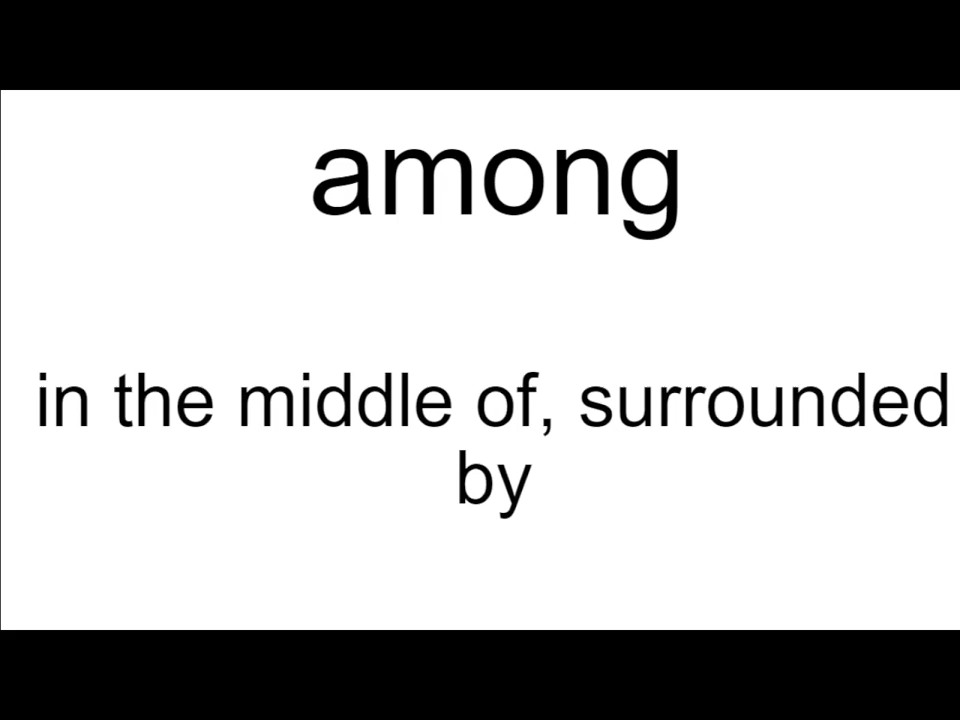 among
in the middle of, surrounded
by